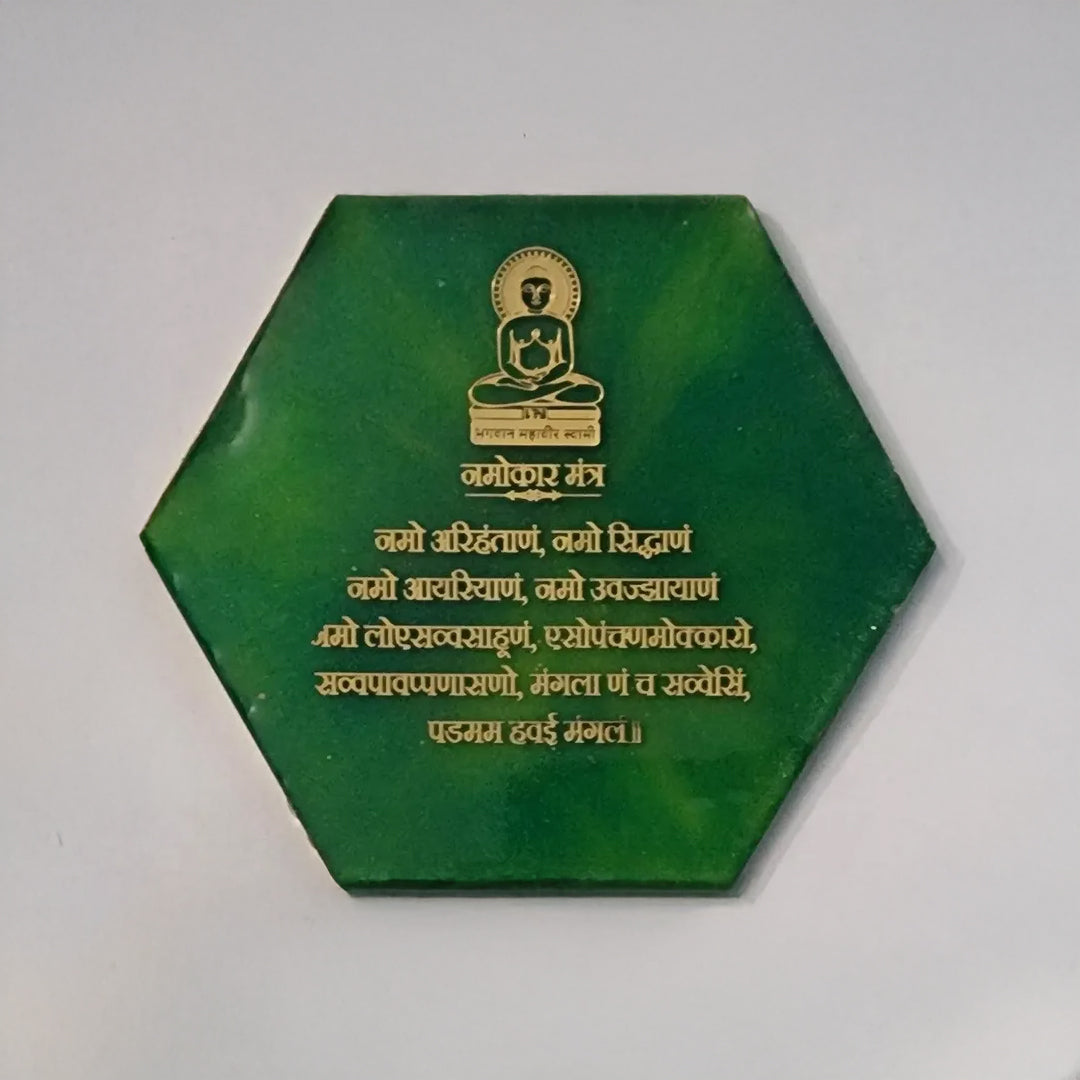 भगवान महावीर स्वामी
नमोकार मंत्र
नमो अरिहंताणं, नमो सिद्धाणं
नमो आयरियाणं, नमो उवज्झायाणं
नमो लोएसव्वसाहूणं, एसोपंचणमोक्कारो,
सव्वपावप्पणासणो, मंगला णं च सव्वेसिं,
पडमम हवई मंगलं॥